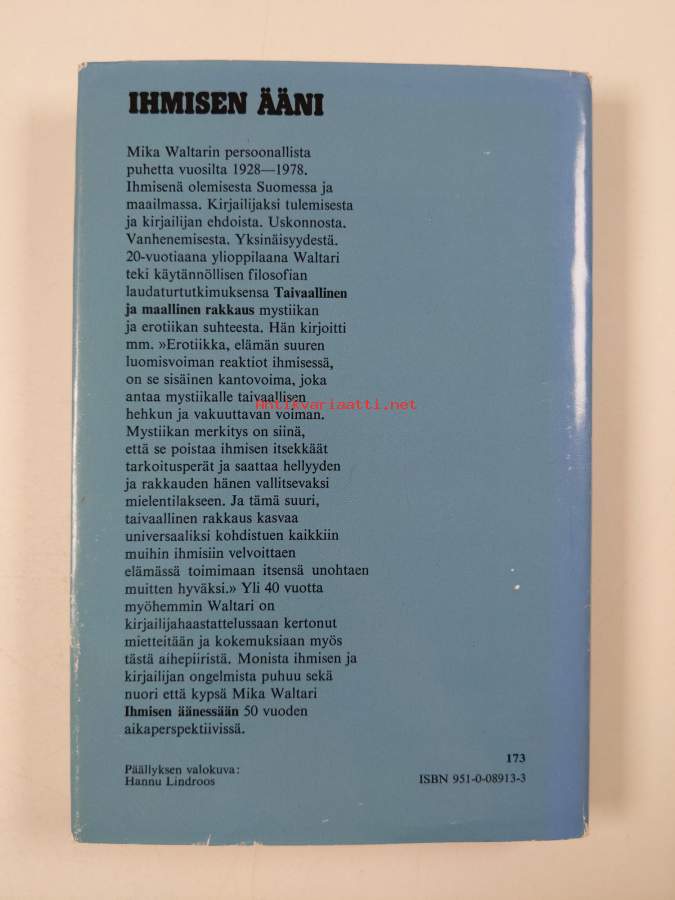 IHMISEN ÄÄNI
Mika Waltarin persoonallista
puhetta vuosilta 1928—1978.
Ihmisenä olemisesta Suomessa ja
maailmassa. Kirjailijaksi tulemisesta
ja kirjailijan ehdoista. Uskonnosta.
Vanhenemisesta. Yksinäisyydestä.
20-vuotiaana ylioppilaana Waltari
teki käytännöllisen filosofian
laudaturtutkimuksensa Taivaallinen
ja maallinen rakkaus mystiikan
ja erotiikan suhteesta. Hän kirjoitti
mm. »Erotiikka, elämän suuren
luomisvoiman reaktiot ihmisessä,
on se sisäinen kantovoima, joka
antaa mystiikalle taivaallisen
Antikvariaatti.net
hehkun ja vakuuttavan voiman.
Mystiikan merkitys on siinä,
että se poistaa ihmisen itsekkäät
tarkoitusperät ja saattaa hellyyden
ja rakkauden hänen vallitsevaksi
mielentilakseen. Ja tämä suuri,
taivaallinen rakkaus kasvaa
universaaliksi kohdistuen kaikkiin
muihin ihmisiin velvoittaen
elämässä toimimaan itsensä unohtaen
muitten hyväksi.» Yli 40 vuotta
myöhemmin Waltari on
kirjailijahaastattelussaan kertonut
mietteitään ja kokemuksiaan myös
tästä aihepiiristä. Monista ihmisen ja
kirjailijan ongelmista puhuu sekä
nuori että kypsä Mika Waltari
Ihmisen äänessään 50 vuoden
aikaperspektiivissä.
Päällyksen valokuva:
Hannu Lindroos
173
ISBN 951-0-08913-3